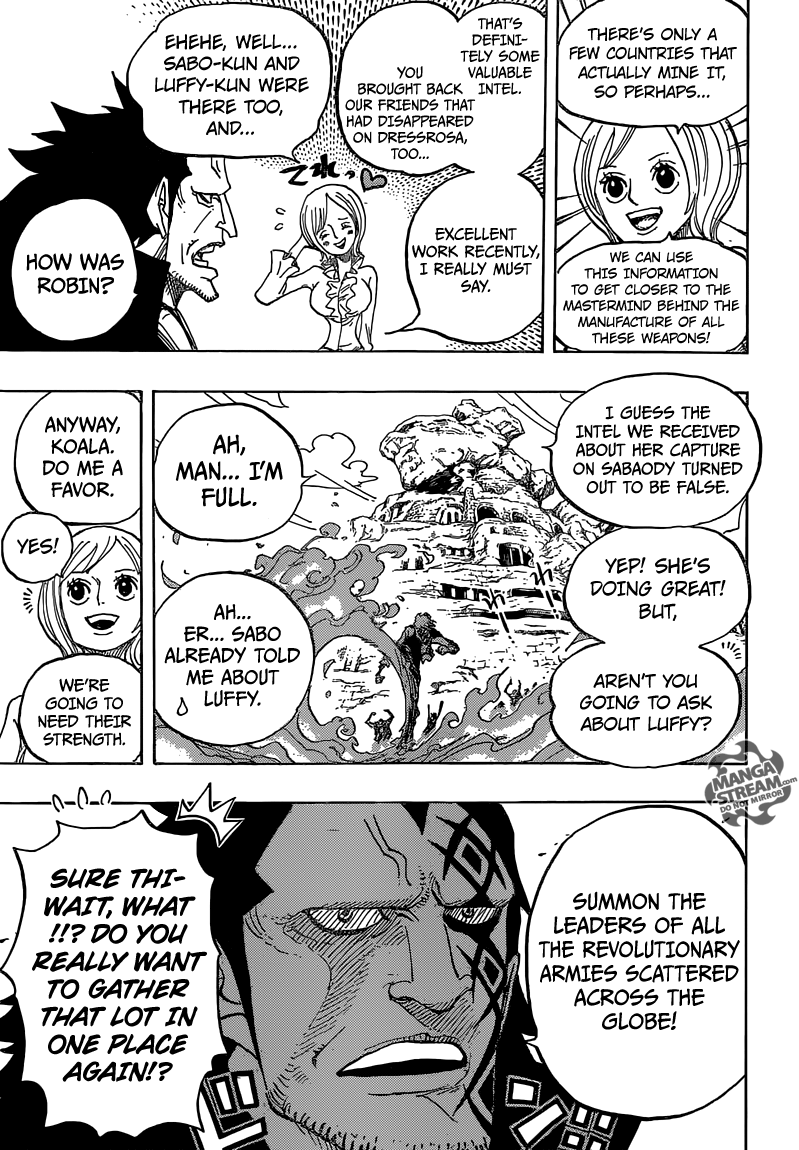 THERE'S ONLY A
FEW COUNTRIES THAT
ACTUALLY MINE IT,
SO PERHAPS...
WE CAN USE
THIS INFORMATION
TO GET CLOSER TO THE
MASTERMIND BEHIND THE
MANUFACTURE OF ALL
THESE WEAPONS!
THAT'S
DEFINI-
TELY SOME
VALUABLE
INTEL.
YOU
BROUGHT BACK
OUR FRIENDS THAT
HAD DISAPPEARED
ON DRESSROSA,
TOO...
EXCELLENT
WORK RECENTLY,
I REALLY MUST
SAY.
EHEHE, WELL...
SABO-KUN AND
LUFFY-KUN WERE
THERE TOO,
AND...
てれっ
HOW WAS
ROBIN?
I GUESS THE
INTEL WE RECEIVED
ABOUT HER CAPTURE
ON SABAODY TURNED
OUT TO BE FALSE.
YEP! SHE'S
DOING GREAT!
BUT,
AREN'T YOU
GOING TO ASK
ABOUT LUFFY?
AH,
MAN... I'M
FULL.
AH...
ER... SABO
ALREADY TOLD
ME ABOUT
LUFFY.
ANYWAY,
KOALA.
DO ME A
FAVOR.
YES!
WE'RE
GOING TO
NEED THEIR
STRENGTH.
MANGA
STREAM.com
DO NOT MIRROR
SUMMON THE
LEADERS OF ALL
THE REVOLUTIONARY
ARMIES SCATTERED
ACROSS THE
GLOBE!
SURE THI-
WAIT, WHAT
!!? DO YOU
REALLY WANT
TO GATHER
THAT LOT IN
ONE PLACE
AGAIN!?